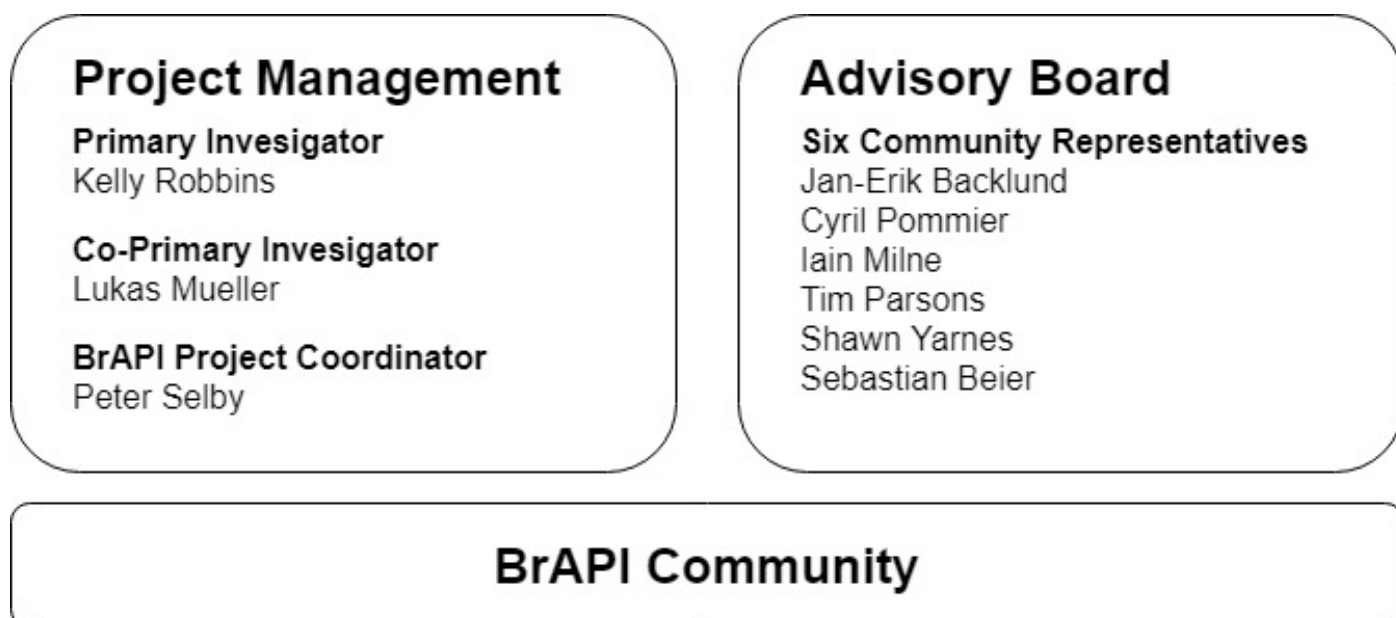 Project Management
Primary Invesigator
Kelly Robbins
Co-Primary Invesigator
Lukas Mueller
BrAPI Project Coordinator
Peter Selby
Advisory Board
Six Community Representatives
Jan-Erik Backlund
Cyril Pommier
Iain Milne
Tim Parsons
Shawn Yarnes
Sebastian Beier
BrAPI Community